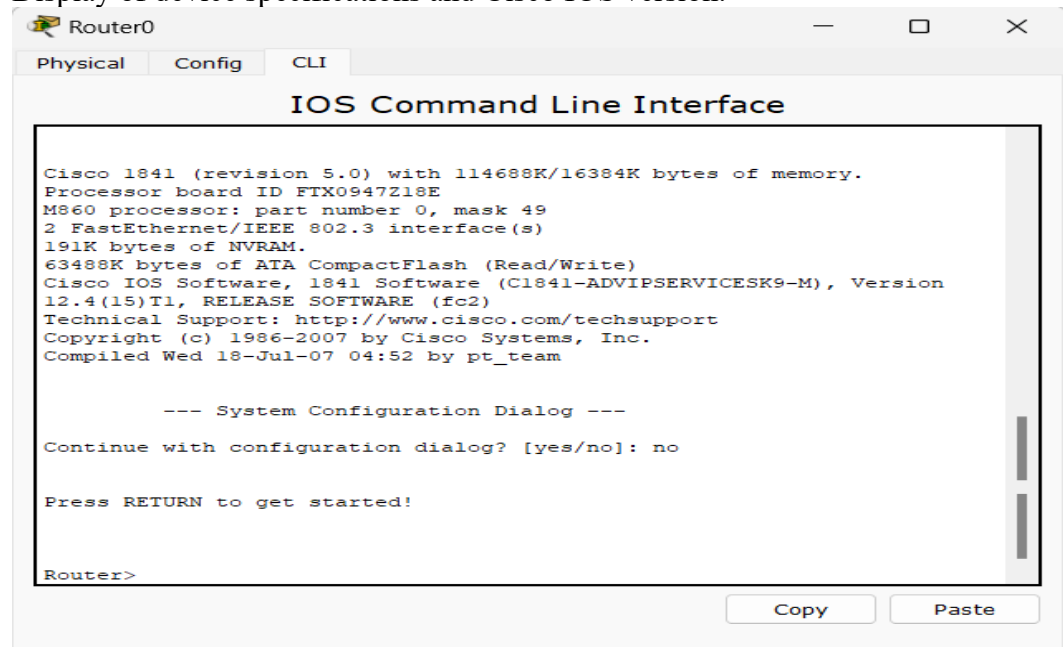 Display of device specifications and Cisco IOS version.
Router0
Physical Config CLI
IOS Command Line Interface
Cisco 1841 (revision 5.0) with 114688K/16384K bytes of memory.
Processor board ID FTX0947Z18E
M860 processor: part number 0, mask 49
2 FastEthernet/IEEE 802.3 interface(s)
191K bytes of NVRAM.
63488K bytes of ATA CompactFlash (Read/Write)
Cisco IOS Software, 1841 Software (C1841-ADVIPSERVICESK9-M), Version
12.4(15)T1, RELEASE SOFTWARE (fc2)
Technical Support: http://www.cisco.com/techsupport
Copyright (c) 1986-2007 by Cisco Systems, Inc.
Compiled Wed 18-Jul-07 04:52 by pt_team
--- System Configuration Dialog ---
Continue with configuration dialog? [yes/no]: no
Press RETURN to get started!
Router>
Copy Paste